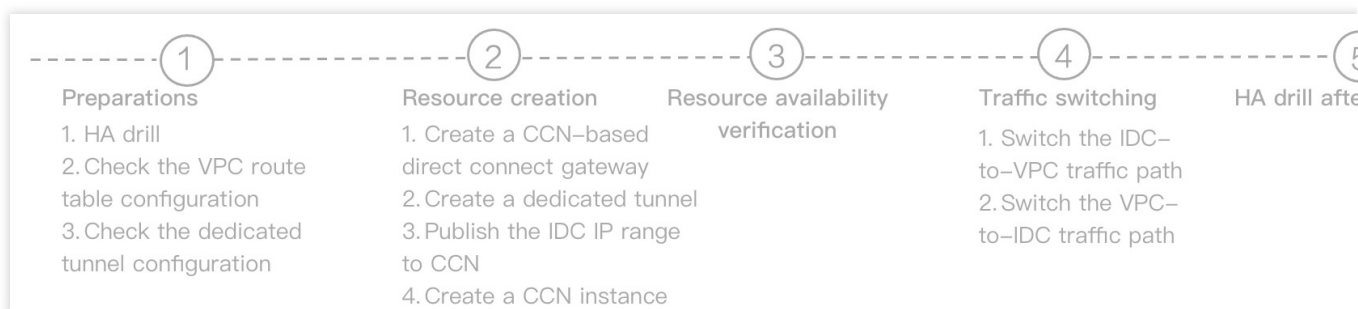 1
Preparations
1. HA drill
2. Check the VPC route
table configuration
3. Check the dedicated
tunnel configuration
2
Resource creation
1. Create a CCN–based
direct connect gateway
2. Create a dedicated tunnel
3. Publish the IDC IP range
to CCN
4. Create a CCN instance
3
Resource availability
verification
4
Traffic switching
1. Switch the IDC–
to–VPC traffic path
2. Switch the VPC–
to–IDC traffic path
HA drill